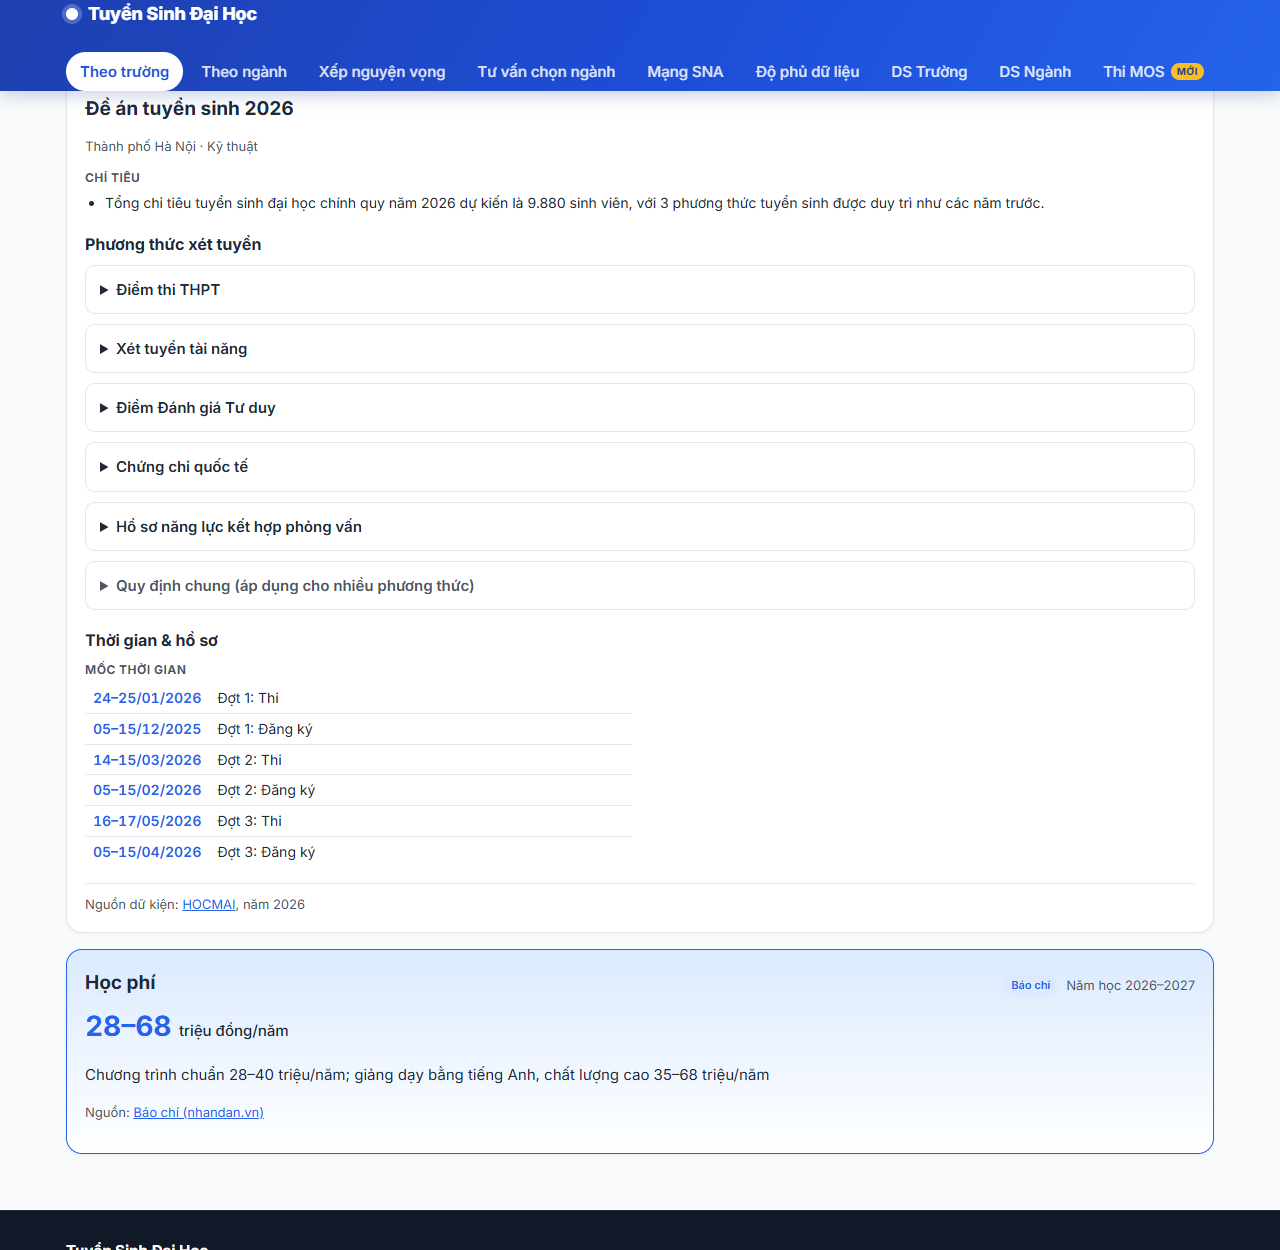 Tuyển Sinh Đại Học
Theo trường
Theo ngành
Xếp nguyện vọng
Tư vấn chọn ngành
Mạng SNA
Độ phủ dữ liệu
DS Trường
DS Ngành
Thi MOS MỚI
Đề án tuyển sinh 2026
Thành phố Hà Nội · Kỹ thuật
CHỈ TIÊU
• Tổng chỉ tiêu tuyển sinh đại học chính quy năm 2026 dự kiến là 9.880 sinh viên, với 3 phương thức tuyển sinh được duy trì như các năm trước.
Phương thức xét tuyển
Điểm thi THPT
Xét tuyển tài năng
Điểm Đánh giá Tư duy
Chứng chỉ quốc tế
Hồ sơ năng lực kết hợp phỏng vấn
Quy định chung (áp dụng cho nhiều phương thức)
Thời gian & hồ sơ
MỐC THỜI GIAN
24–25/01/2026 Đợt 1: Thi
05–15/12/2025 Đợt 1: Đăng ký
14–15/03/2026 Đợt 2: Thi
05–15/02/2026 Đợt 2: Đăng ký
16–17/05/2026 Đợt 3: Thi
05–15/04/2026 Đợt 3: Đăng ký
Nguồn dữ kiện: HOCMAI, năm 2026
Học phí
Báo chí Năm học 2026–2027
28–68 triệu đồng/năm
Chương trình chuẩn 28–40 triệu/năm; giảng dạy bằng tiếng Anh, chất lượng cao 35–68 triệu/năm
Nguồn: Báo chí (nhandan.vn)
Tuyển Sinh Đại Học